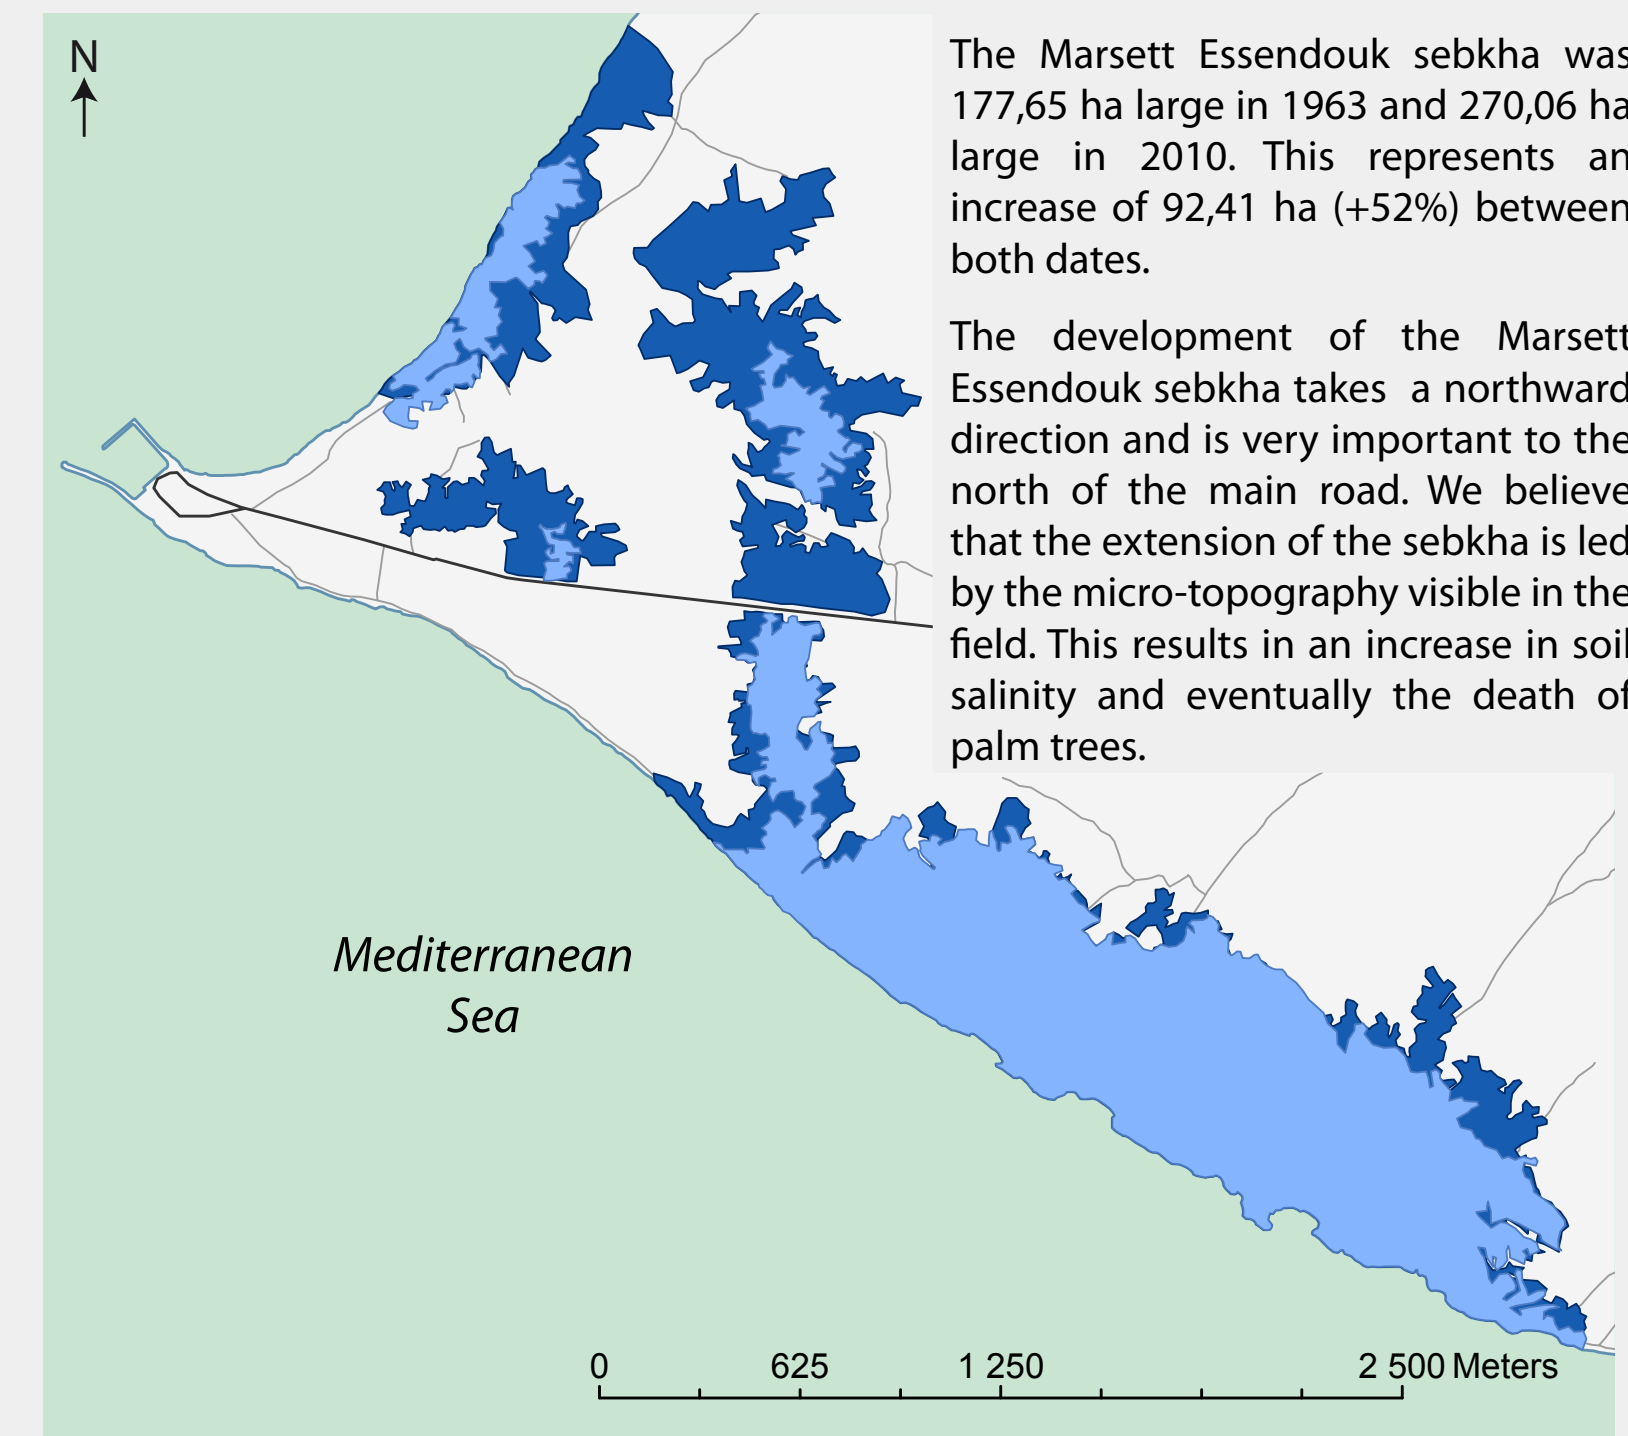 N
The Marsett Essendouk sebkha was
177,65 ha large in 1963 and 270,06 ha
large in 2010. This represents an
increase of 92,41 ha (+52%) between
both dates.
The development of the Marsett
Essendouk sebkha takes a northward
direction and is very important to the
north of the main road. We believe
that the extension of the sebkha is led
by the micro-topography visible in the
field. This results in an increase in soil
salinity and eventually the death of
palm trees.
Mediterranean
Sea
0 625 1 250 2 500 Meters